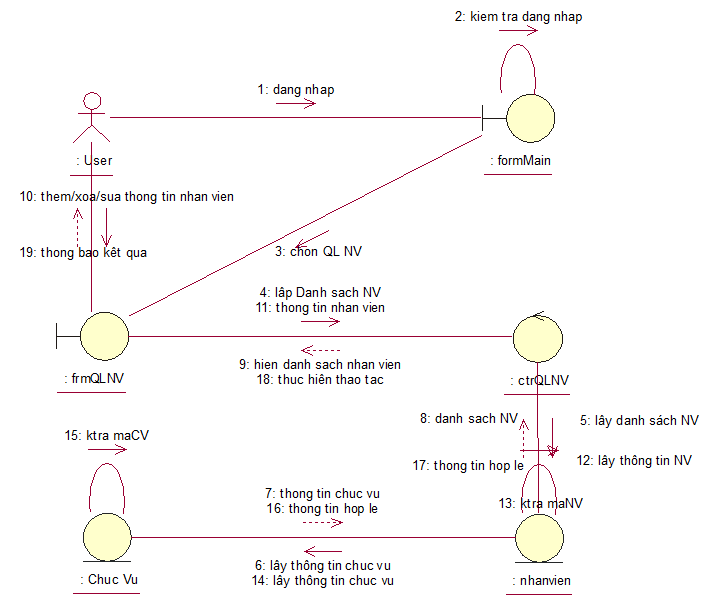 2: kiem tra dang nhap
1: dang nhap
: User
: formMain
10: them/xoa/sua thong tin nhan vien
19: thong bao kêt qua
3: chon QL NV
4: lâp Danh sach NV
11: thong tin nhan vien
9: hien danh sach nhan vien
18: thuc hiên thao tac
: frmQLNV
: ctrQLNV
8: danh sach NV
5: lây danh sách NV
17: thong tin hop le
12: lây thông tin NV
15: ktra maCV
13: ktra maNV
7: thong tin chuc vu
16: thong tin hop le
6: lây thông tin chuc vu
14: lây thông tin chuc vu
: Chuc Vu
: nhanvien